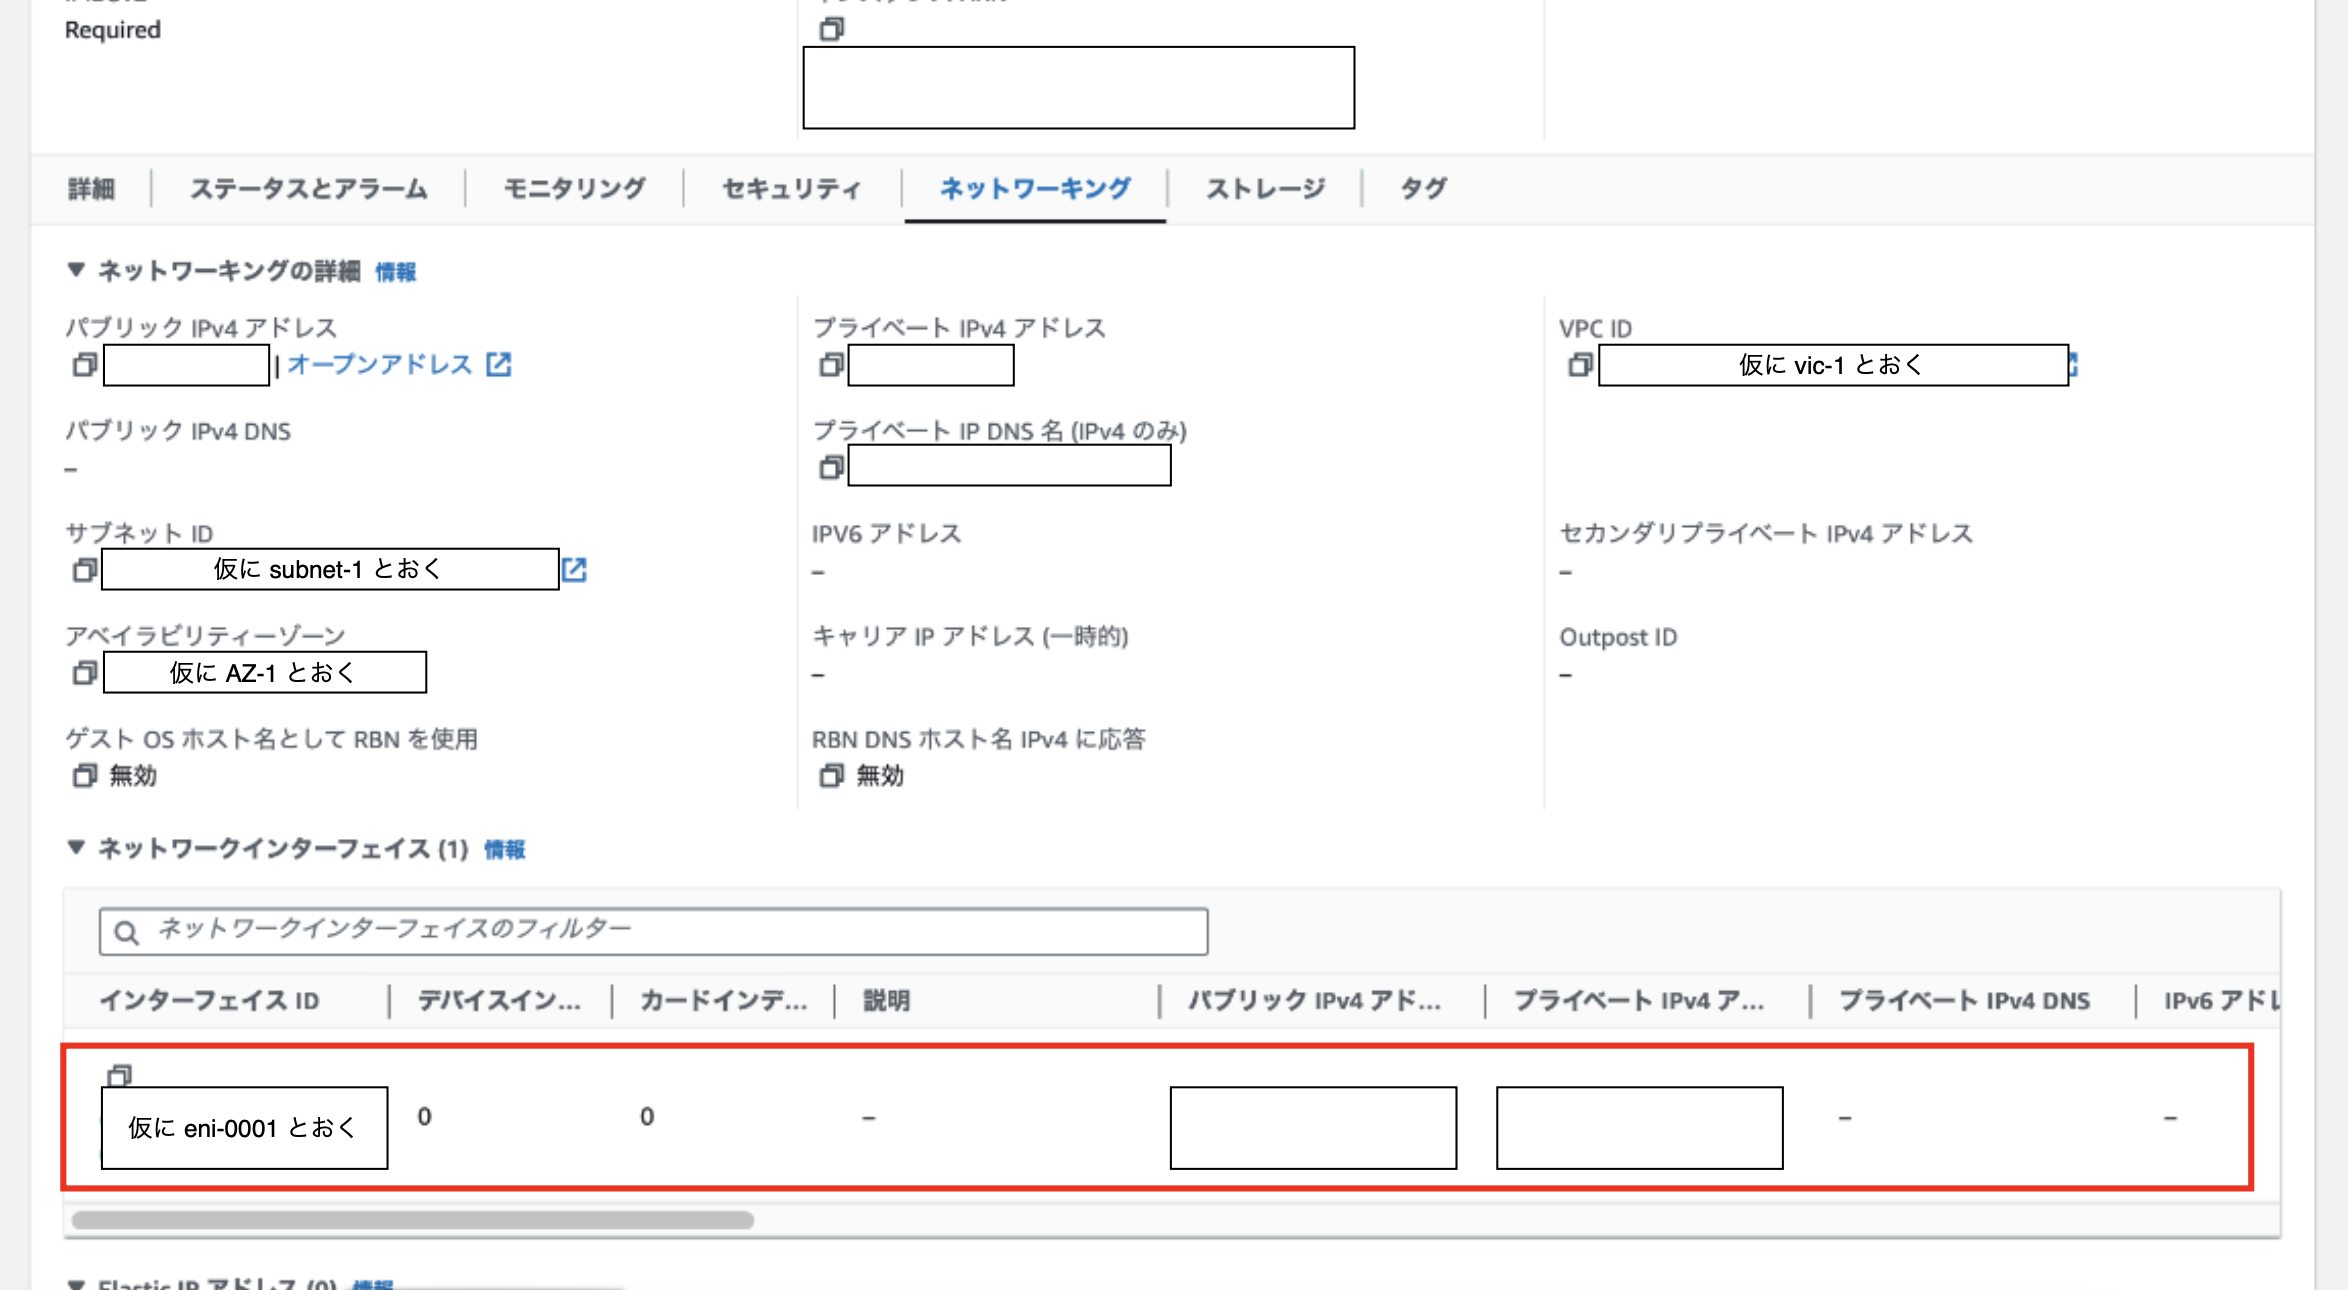 Required
詳細 ステータスとアラーム モニタリング セキュリティ ネットワーキング ストレージ タグ
▼ ネットワーキングの詳細 情報
パブリック IPv4 アドレス
| オープンアドレス
プライベート IPv4 アドレス
VPC ID
仮に vic-1 とおく
パブリック IPv4 DNS
–
プライベート IP DNS 名 (IPv4 のみ)
サブネット ID
仮に subnet-1 とおく
IPV6 アドレス
–
セカンダリプライベート IPv4 アドレス
–
アベイラビリティーゾーン
仮に AZ-1 とおく
キャリア IP アドレス (一時的)
–
Outpost ID
–
ゲスト OS ホスト名として RBN を使用
無効
RBN DNS ホスト名 IPv4 に応答
無効
▼ ネットワークインターフェイス (1) 情報
ネットワークインターフェイスのフィルター
インターフェイス ID デバイスイン... カードインデ... 説明 パブリック IPv4 アド... プライベート IPv4 ア... プライベート IPv4 DNS IPv6 アドレ
仮に eni-0001 とおく 0 0 – – –
▼ Elastic IP アドレス (0) 情報